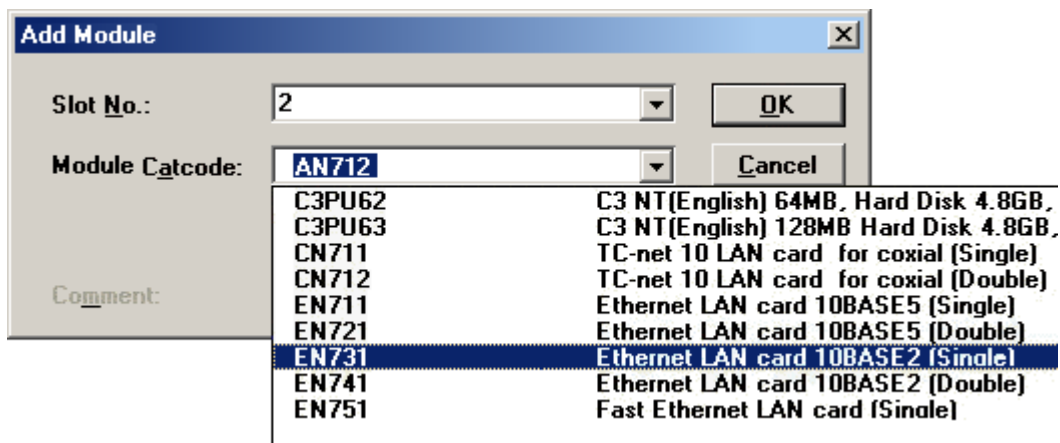 Add Module
Slot No.: 2 OK
Module Catcode: AN712 Cancel
C3PU62 C3 NT(English) 64MB, Hard Disk 4.8GB,
C3PU63 C3 NT(English) 128MB Hard Disk 4.8GB,
CN711 TC-net 10 LAN card for coxial (Single)
CN712 TC-net 10 LAN card for coxial (Double)
Comment:
EN711 Ethernet LAN card 10BASE5 (Single)
EN721 Ethernet LAN card 10BASE5 (Double)
EN731 Ethernet LAN card 10BASE2 (Single)
EN741 Ethernet LAN card 10BASE2 (Double)
EN751 Fast Ethernet LAN card (Single)